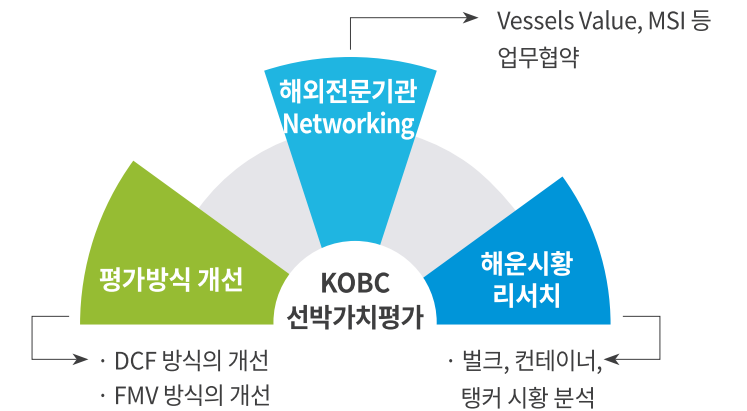 Vessels Value, MSI 등
업무협약
해외전문기관
Networking
평가방식 개선
해운시황
리서치
KOBC
선박가치평가
· DCF 방식의 개선
· FMV 방식의 개선
· 벌크, 컨테이너,
탱커 시황 분석